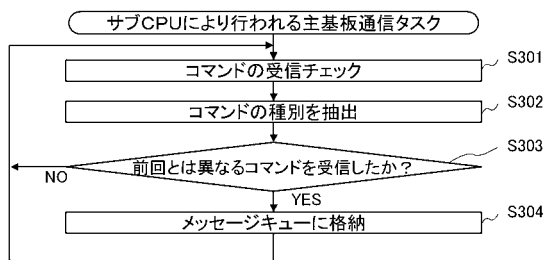 サブCPUにより行われる主基板通信タスク
S301
コマンドの受信チェック
S302
コマンドの種別を抽出
S303
前回とは異なるコマンドを受信したか？
NO
YES
S304
メッセージキューに格納